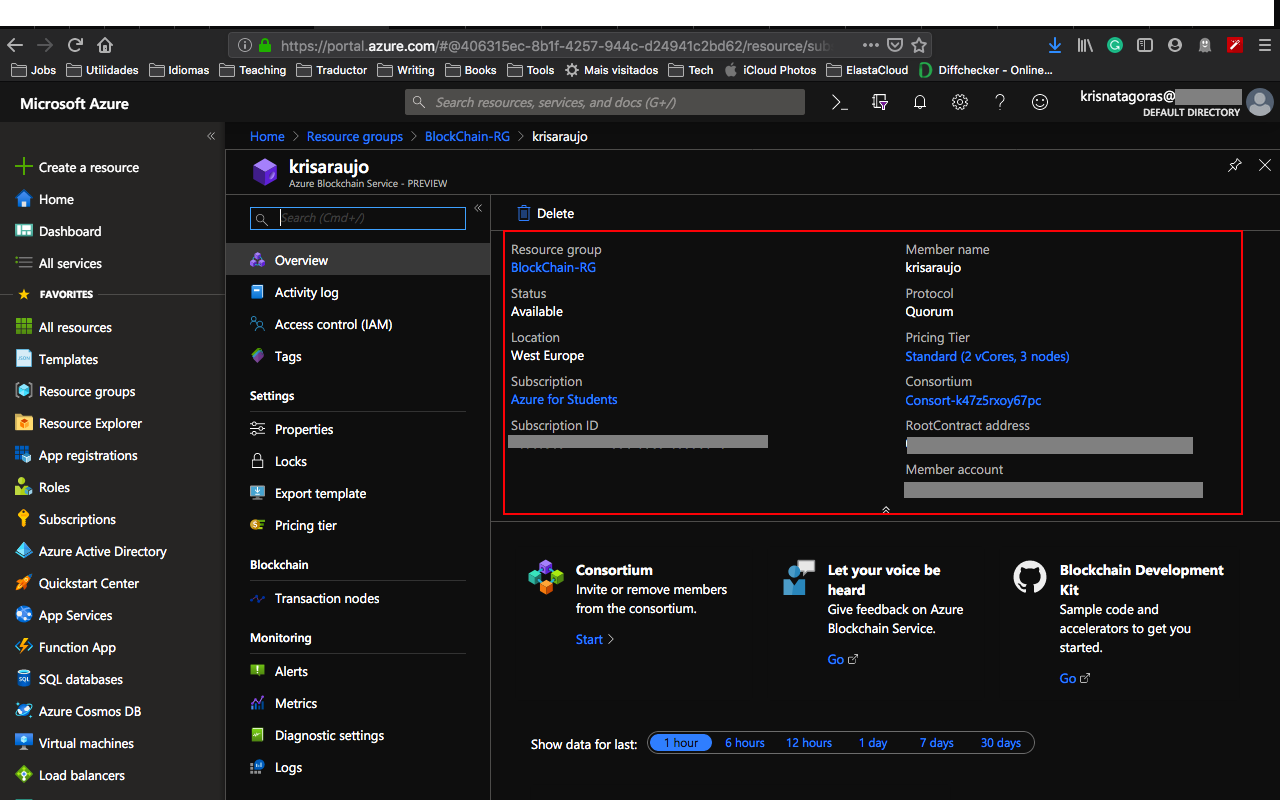 https://portal.azure.com/#@406315ec-8b1f-4257-944c-d24941c2bd62/resource/sub
Jobs Utilidades Idiomas Teaching Traductor Writing Books Tools Mais visitados Tech iCloud Photos ElastaCloud Diffchecker - Online...
Microsoft Azure
Search resources, services, and docs (G+/)
krisnatagoras@
DEFAULT DIRECTORY
Create a resource
Home
Dashboard
All services
FAVORITES
All resources
Templates
Resource groups
Resource Explorer
App registrations
Roles
Subscriptions
Azure Active Directory
Quickstart Center
App Services
Function App
SQL databases
Azure Cosmos DB
Virtual machines
Load balancers
Home > Resource groups > BlockChain-RG > krisaraujo
krisaraujo
Azure Blockchain Service - PREVIEW
Search (Cmd+/)
Overview
Activity log
Access control (IAM)
Tags
Settings
Properties
Locks
Export template
Pricing tier
Blockchain
Transaction nodes
Monitoring
Alerts
Metrics
Diagnostic settings
Logs
Delete
Resource group
BlockChain-RG
Status
Available
Location
West Europe
Subscription
Azure for Students
Subscription ID
Member name
krisaraujo
Protocol
Quorum
Pricing Tier
Standard (2 vCores, 3 nodes)
Consortium
Consort-k47z5rxoy67pc
RootContract address
Member account
Consortium
Invite or remove members
from the consortium.
Start >
Let your voice be
heard
Give feedback on Azure
Blockchain Service.
Go
Blockchain Development
Kit
Sample code and
accelerators to get you
started.
Go
Show data for last: 1 hour 6 hours 12 hours 1 day 7 days 30 days